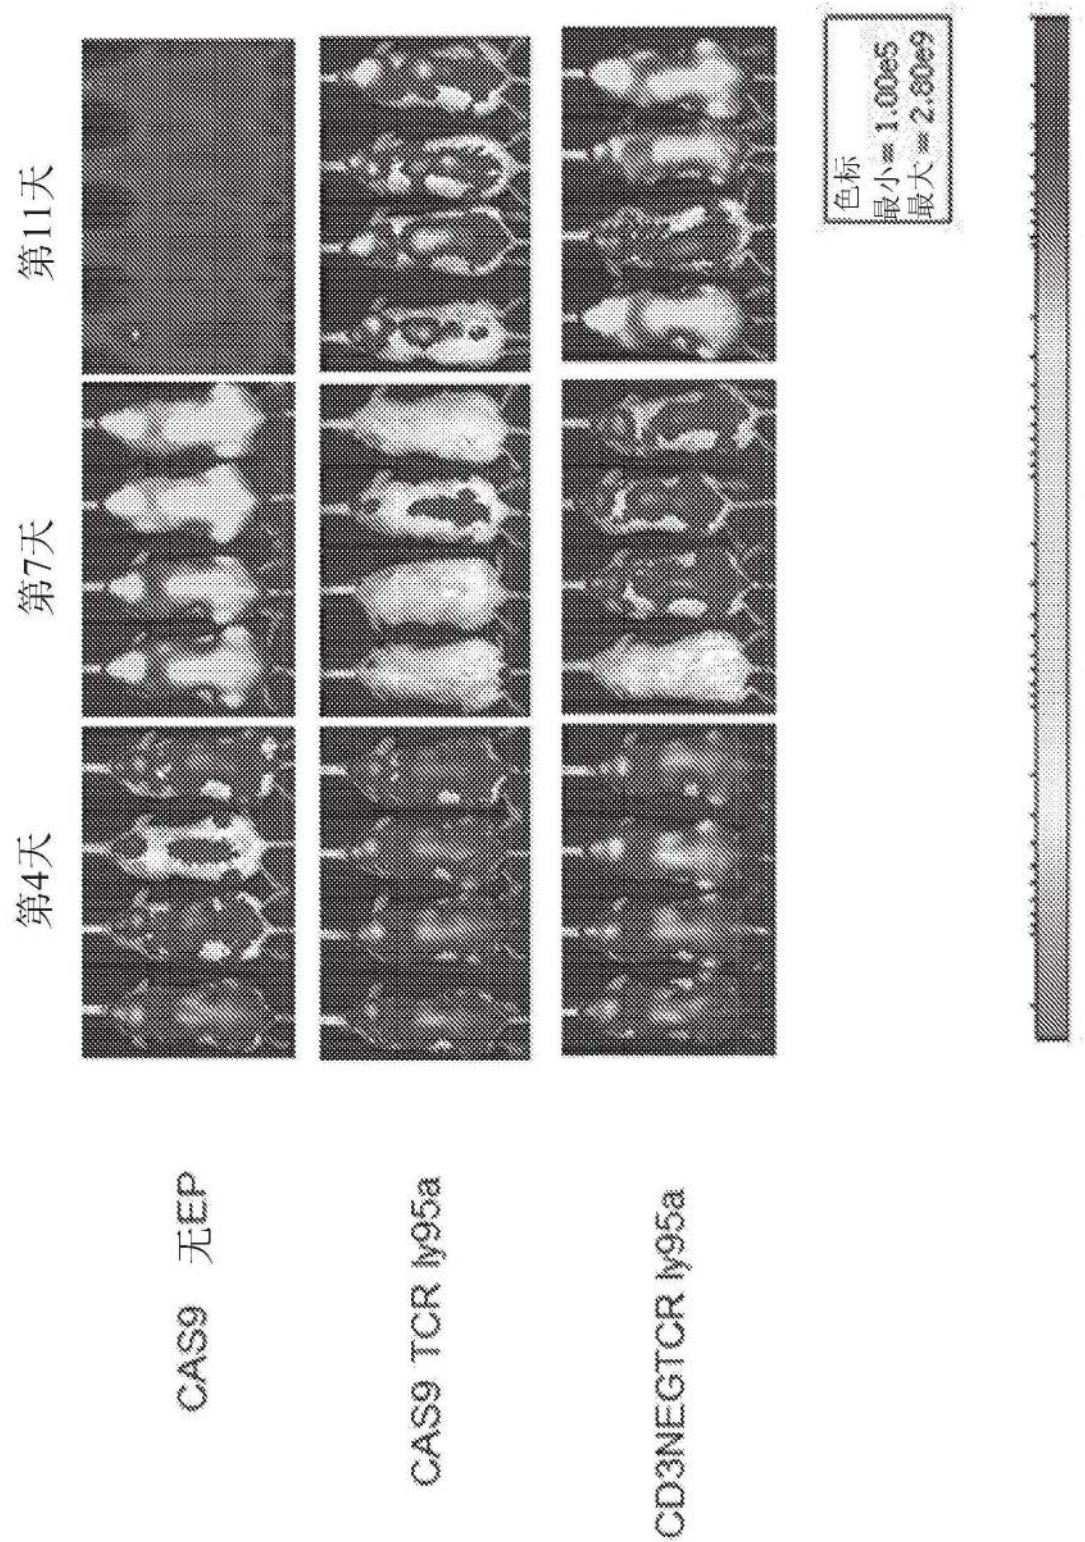 第4天
第7天
第11天
CAS9 无EP
CAS9 TCR ly95a
CD3NEGTCR ly95a
色标
最小 = 1.00e5
最大 = 2.80e9